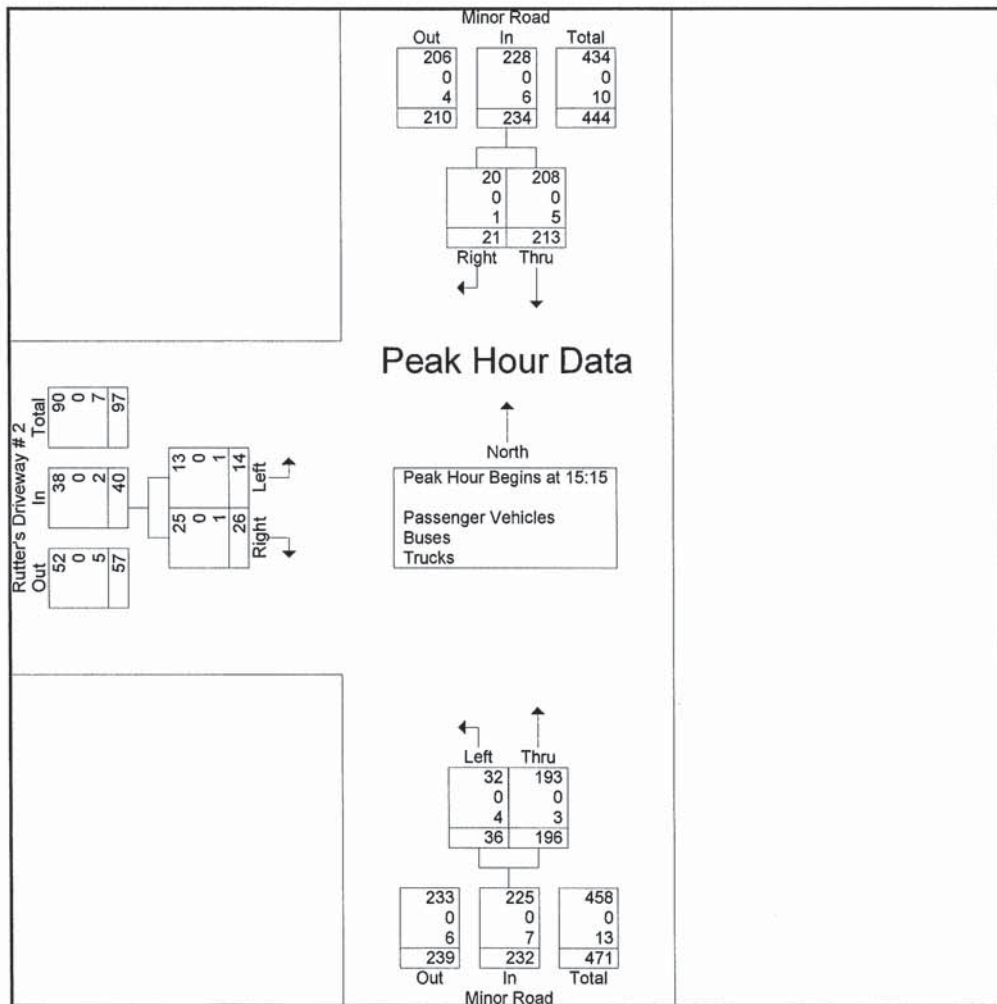 Minor Road
Out In Total
206 228 434
0 0 0
4 6 10
210 234 444
20 208
0 0
1 5
21 213
Right Thru
Peak Hour Data
North
Peak Hour Begins at 15:15
Passenger Vehicles
Buses
Trucks
Rutter's Driveway # 2
Out In Total
52 38 90
0 0 0
5 2 7
57 40 97
25 13
0 0
1 1
26 14
Right Left
Left Thru
32 193
0 0
4 3
36 196
233 225 458
0 0 0
6 7 13
239 232 471
Out In Total
Minor Road